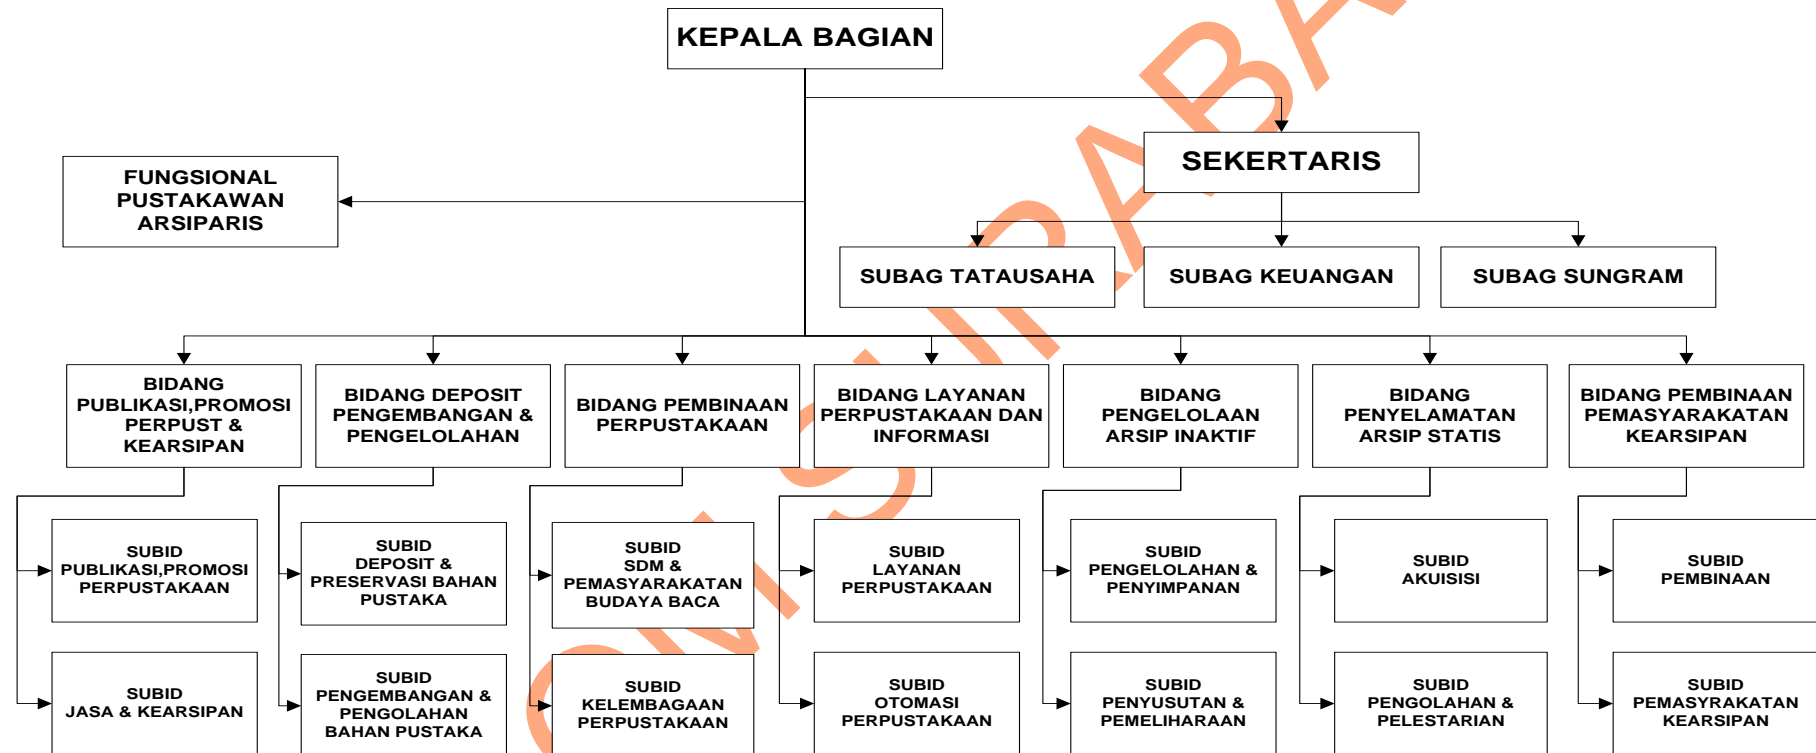 KEPALA BAGIAN
SEKERTARIS
FUNGSIONAL
PUSTAKAWAN
ARSIPARIS
SUBAG TATAUSAHA
SUBAG KEUANGAN
SUBAG SUNGRAM
BIDANG
PUBLIKASI,PROMOSI
PERPUST &
KEARSIPAN
BIDANG DEPOSIT
PENGEMBANGAN &
PENGELOLAHAN
BIDANG PEMBINAAN
PERPUSTAKAAN
BIDANG LAYANAN
PERPUSTAKAAN DAN
INFORMASI
BIDANG
PENGELOLAAN
ARSIP INAKTIF
BIDANG
PENYELAMATAN
ARSIP STATIS
BIDANG PEMBINAAN
PEMASYARAKATAN
KEARSIPAN
SUBID
PUBLIKASI,PROMOSI
PERPUSTAKAAN
SUBID
DEPOSIT &
PRESERVASI BAHAN
PUSTAKA
SUBID
SDM &
PEMASYARAKATAN
BUDAYA BACA
SUBID
LAYANAN
PERPUSTAKAAN
SUBID
PENGELOLAHAN &
PENYIMPANAN
SUBID
AKUISISI
SUBID
PEMBINAAN
SUBID
JASA & KEARSIPAN
SUBID
PENGEMBANGAN &
PENGOLAHAN
BAHAN PUSTAKA
SUBID
KELEMBAGAAN
PERPUSTAKAAN
SUBID
OTOMASI
PERPUSTAKAAN
SUBID
PENYUSUTAN &
PEMELIHARAAN
SUBID
PENGOLAHAN &
PELESTARIAN
SUBID
PEMASYRAKATAN
KEARSIPAN